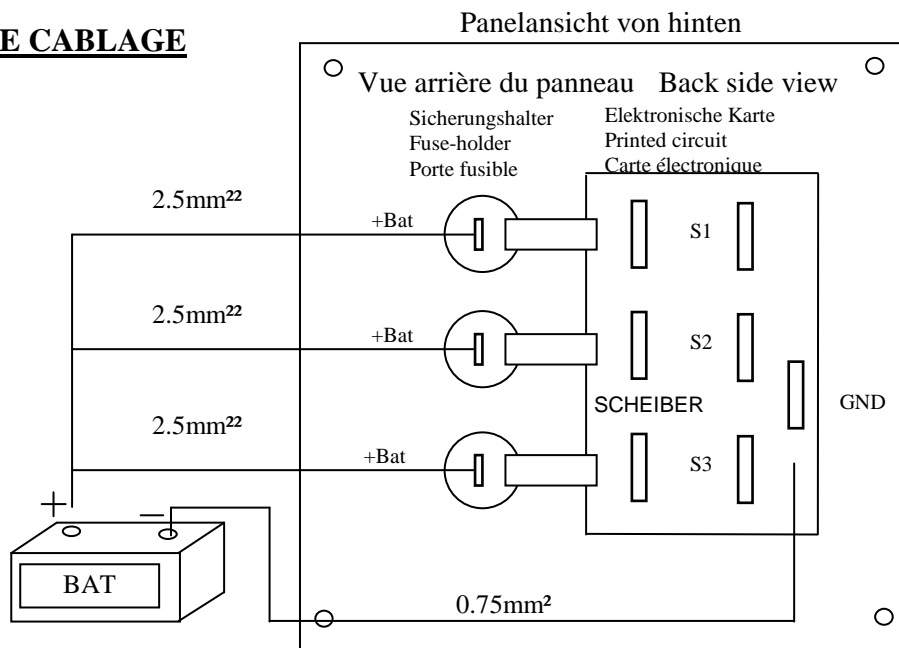 E CABLAGE
Panelansicht von hinten
Vue arrière du panneau Back side view
Sicherungshalter
Fuse-holder
Porte fusible
Elektronische Karte
Printed circuit
Carte électronique
2.5mm²²
+Bat
S1
2.5mm²²
+Bat
S2
SCHEIBER
GND
2.5mm²²
+Bat
S3
+
−
BAT
0.75mm²